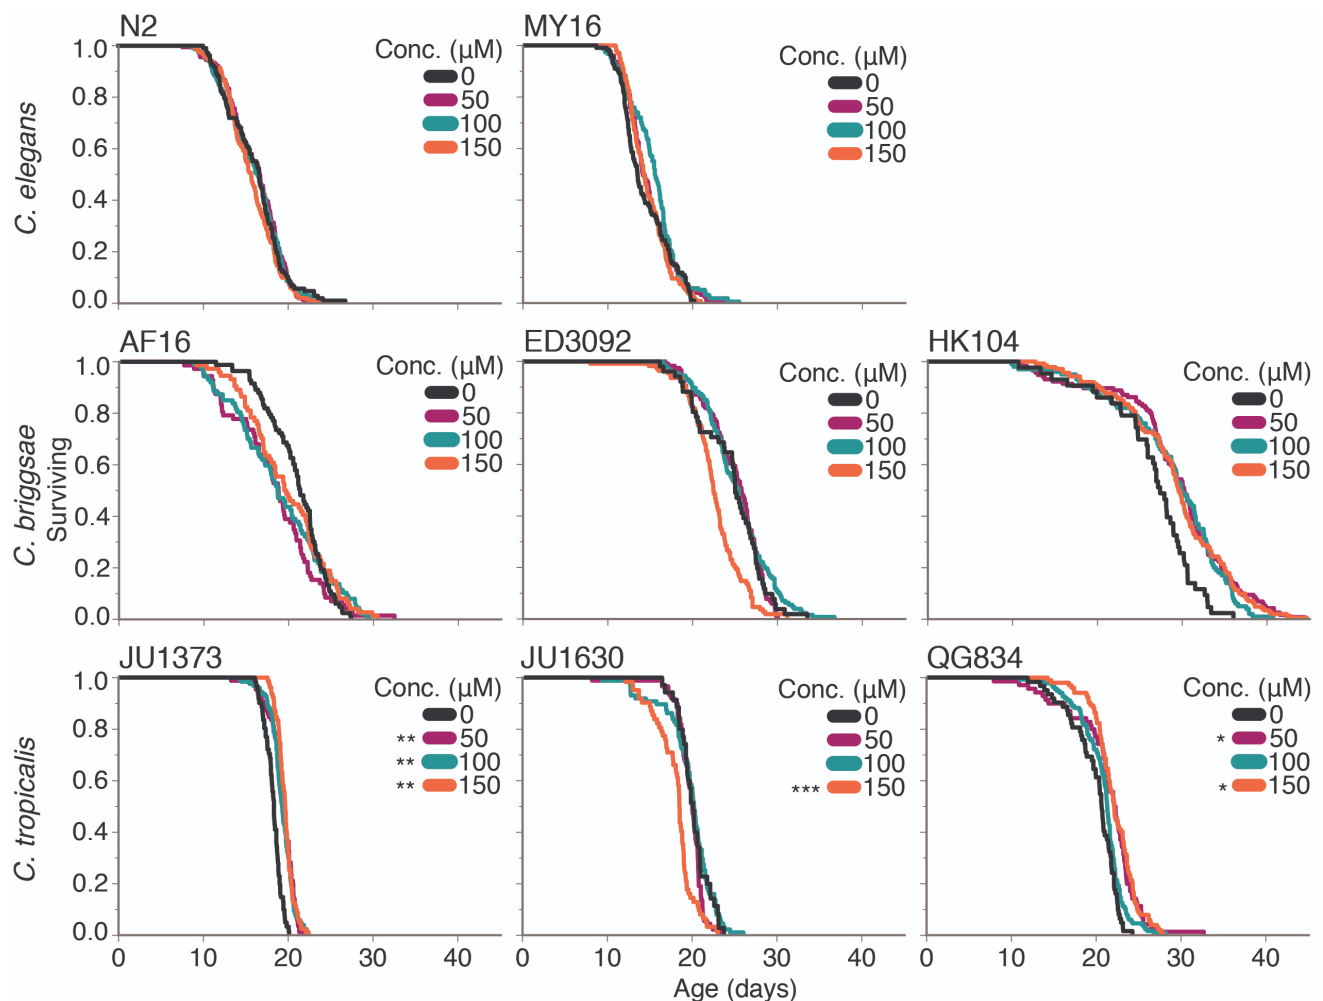 N2
MY16
C. elegans
Conc. (µM)
0
50
100
150
1.0
0.8
0.6
0.4
0.2
0.0
Conc. (µM)
0
50
100
150
AF16
ED3092
HK104
C. briggsae
Surviving
Conc. (µM)
0
50
100
150
1.0
0.8
0.6
0.4
0.2
0.0
Conc. (µM)
0
50
100
150
Conc. (µM)
0
50
100
150
JU1373
JU1630
QG834
C. tropicalis
Conc. (µM)
0
** 50
** 100
** 150
1.0
0.8
0.6
0.4
0.2
0.0
Conc. (µM)
0
50
100
*** 150
Conc. (µM)
0
* 50
100
* 150
0 10 20 30 40
0 10 20 30 40
0 10 20 30 40
Age (days)